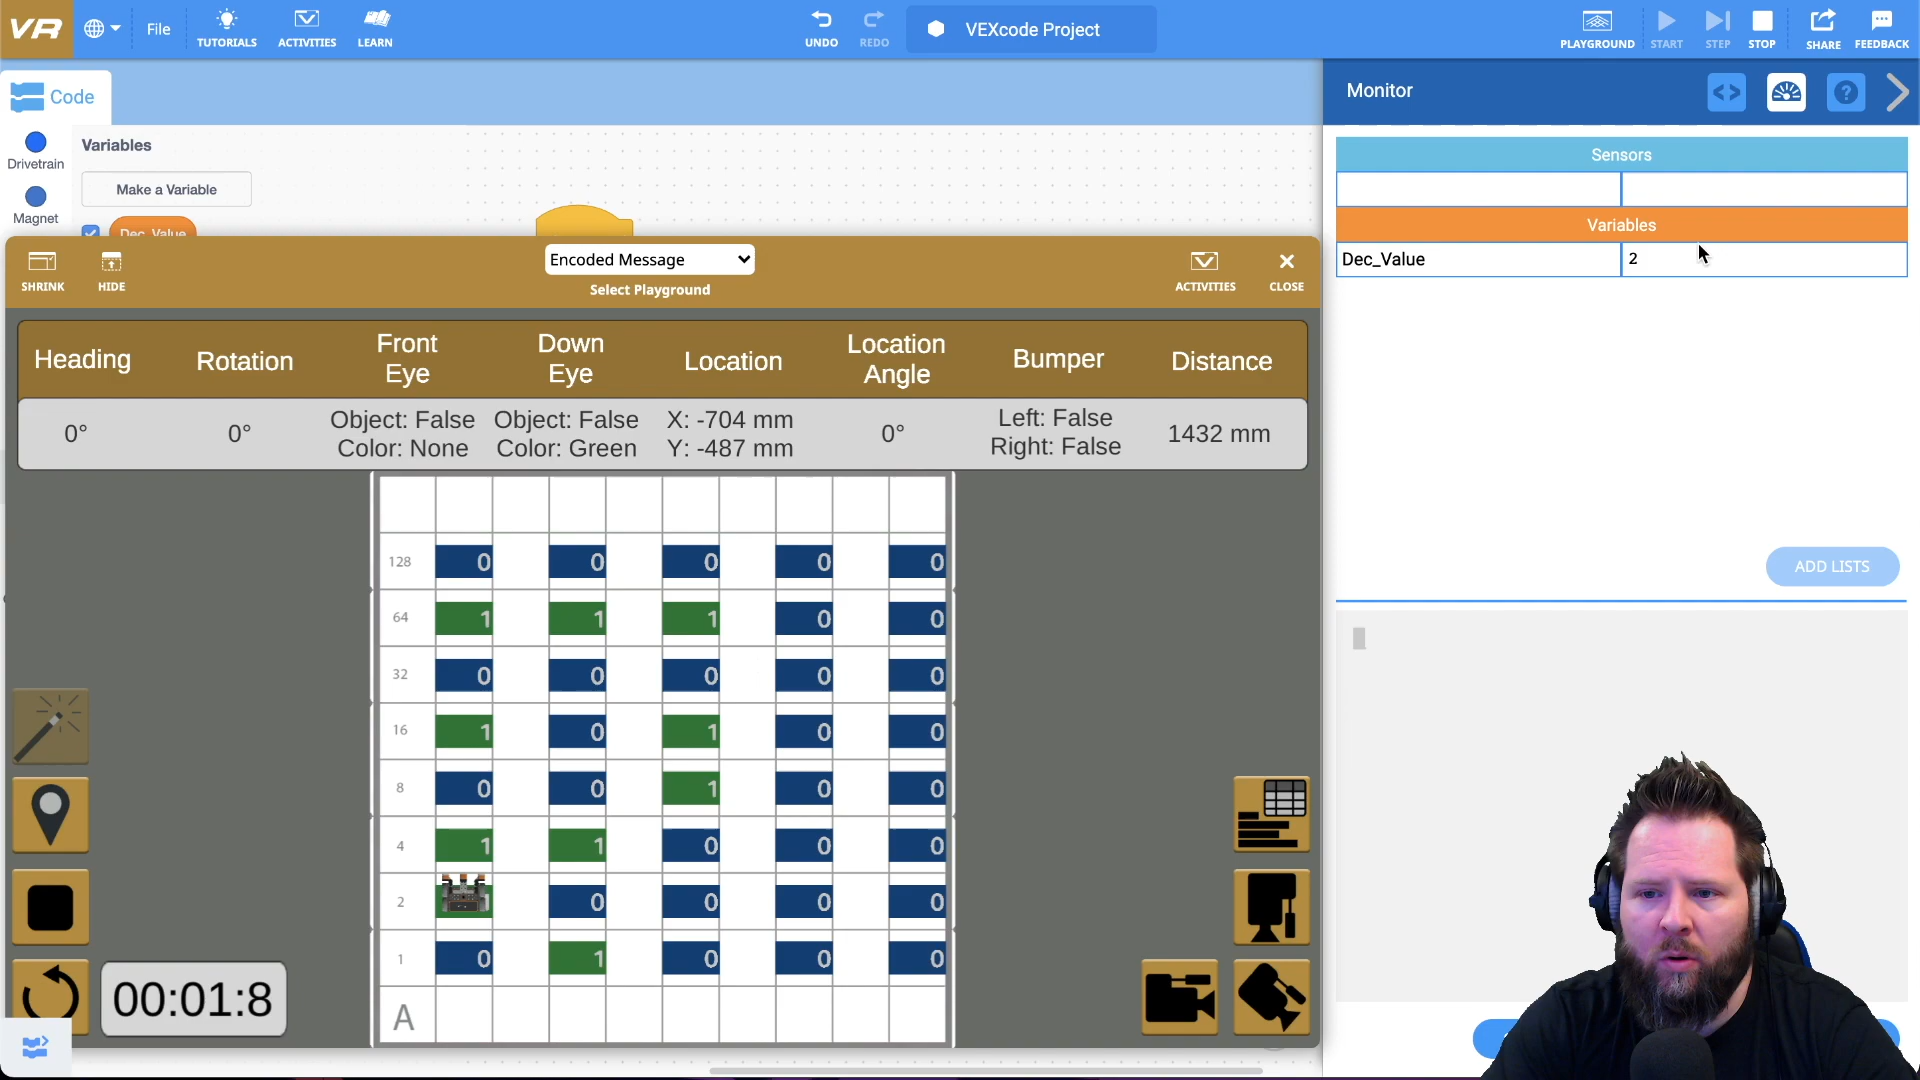 VR
File
TUTORIALS
ACTIVITIES
LEARN
UNDO
REDO
VEXcode Project
PLAYGROUND
START
STEP
STOP
SHARE
FEEDBACK
Code
Monitor
Drivetrain
Variables
Make a Variable
Magnet
Dec_Value
Sensors
Variables
Dec_Value 2
SHRINK
HIDE
Encoded Message
Select Playground
ACTIVITIES
CLOSE
Heading Rotation Front Eye Down Eye Location Location Angle Bumper Distance
0° 0° Object: False Object: False X: -704 mm 0° Left: False 1432 mm
Color: None Color: Green Y: -487 mm Right: False
128 0 0 0 0 0
64 1 1 1 0 0
32 0 0 0 0 0
16 1 0 1 0 0
8 0 0 1 0 0
4 1 1 0 0 0
2 0 0 0 0
1 0 1 0 0 0
A
00:01:8
ADD LISTS